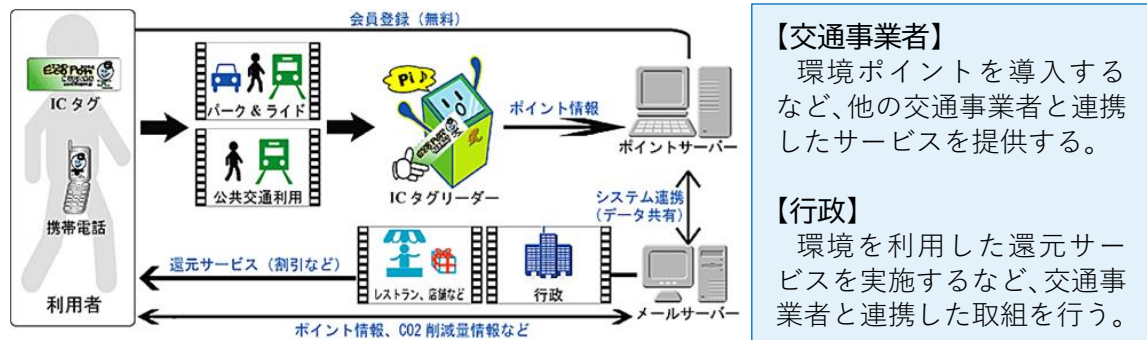 会員登録（無料）
ICタグ
携帯電話
利用者
パーク＆ライド
公共交通利用
Pi♪
ICタグリーダー
ポイント情報
ポイントサーバー
システム連携
（データ共有）
メールサーバー
還元サービス（割引など）
レストラン、店舗など
行政
ポイント情報、CO2削減量情報など
【交通事業者】
環境ポイントを導入する
など、他の交通事業者と連携
したサービスを提供する。
【行政】
環境を利用した還元サー
ビスを実施するなど、交通事
業者と連携した取組を行う。